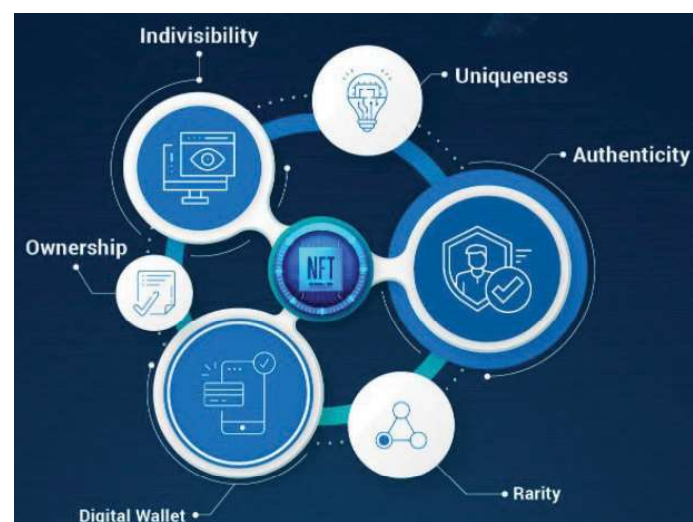 Indivisibility
Uniqueness
Authenticity
Ownership
NFT
Rarity
Digital Wallet